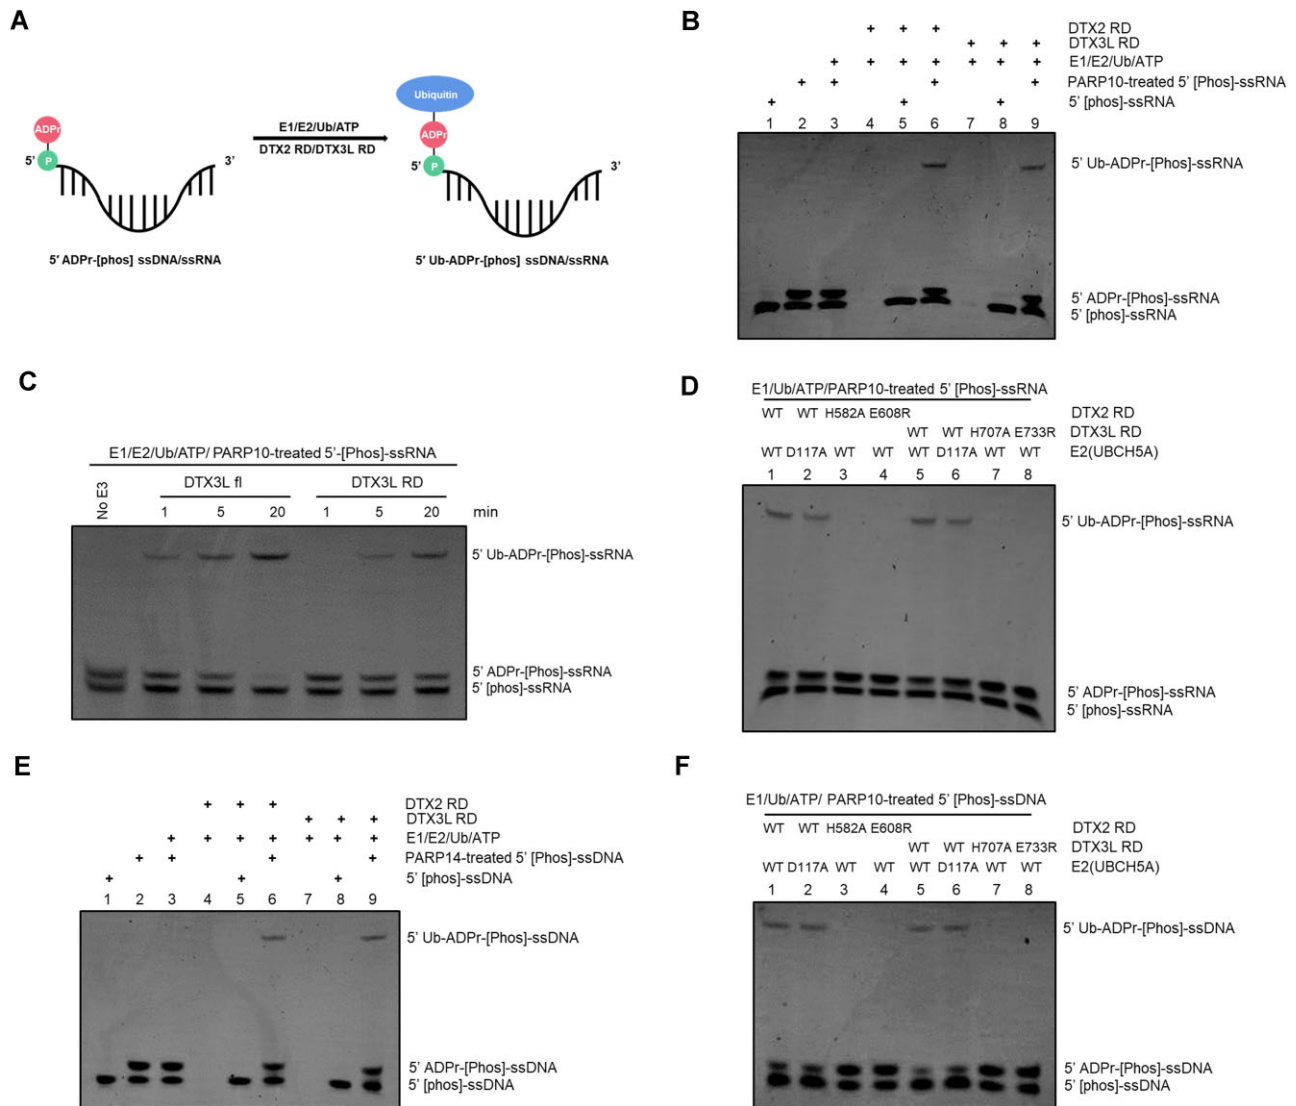 A
ADPr
5'
P
3'
5' ADPr-[phos] ssDNA/ssRNA
E1/E2/Ub/ATP
DTX2 RD/DTX3L RD
Ubiquitin
ADPr
5'
P
3'
5' Ub-ADPr-[phos] ssDNA/ssRNA
B
+ + + DTX2 RD
+ + + DTX3L RD
+ + + + + + + E1/E2/Ub/ATP
+ + + + PARP10-treated 5' [Phos]-ssRNA
+ + + 5' [phos]-ssRNA
1 2 3 4 5 6 7 8 9
5' Ub-ADPr-[Phos]-ssRNA
5' ADPr-[Phos]-ssRNA
5' [phos]-ssRNA
C
E1/E2/Ub/ATP/ PARP10-treated 5'-[Phos]-ssRNA
No E3
DTX3L fl DTX3L RD
1 5 20 1 5 20 min
5' Ub-ADPr-[Phos]-ssRNA
5' ADPr-[Phos]-ssRNA
5' [phos]-ssRNA
D
E1/Ub/ATP/PARP10-treated 5' [Phos]-ssRNA
WT WT H582A E608R DTX2 RD
WT WT H707A E733R DTX3L RD
WT D117A WT WT WT D117A WT WT E2(UBCH5A)
1 2 3 4 5 6 7 8
5' Ub-ADPr-[Phos]-ssRNA
5' ADPr-[Phos]-ssRNA
5' [phos]-ssRNA
E
+ + + DTX2 RD
+ + + DTX3L RD
+ + + + + + + E1/E2/Ub/ATP
+ + + + PARP14-treated 5' [Phos]-ssDNA
+ + + 5' [phos]-ssDNA
1 2 3 4 5 6 7 8 9
5' Ub-ADPr-[Phos]-ssDNA
5' ADPr-[Phos]-ssDNA
5' [phos]-ssDNA
F
E1/Ub/ATP/ PARP10-treated 5' [Phos]-ssDNA
WT WT H582A E608R DTX2 RD
WT WT H707A E733R DTX3L RD
WT D117A WT WT WT D117A WT WT E2(UBCH5A)
1 2 3 4 5 6 7 8
5' Ub-ADPr-[Phos]-ssDNA
5' ADPr-[Phos]-ssDNA
5' [phos]-ssDNA